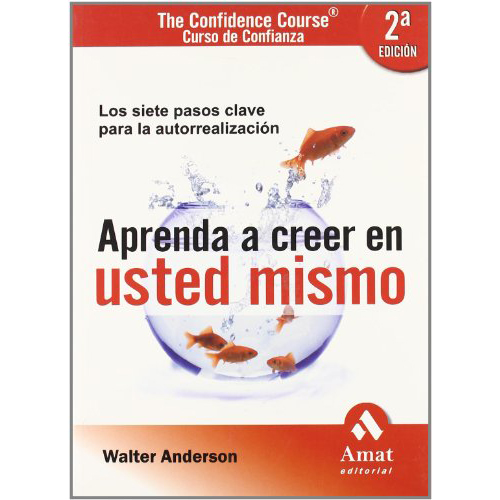 The Confidence Course®
Curso de Confianza
2ª
EDICIÓN
Los siete pasos clave
para la autorrealización
Aprenda a creer en
usted mismo
Walter Anderson
Amat
editorial